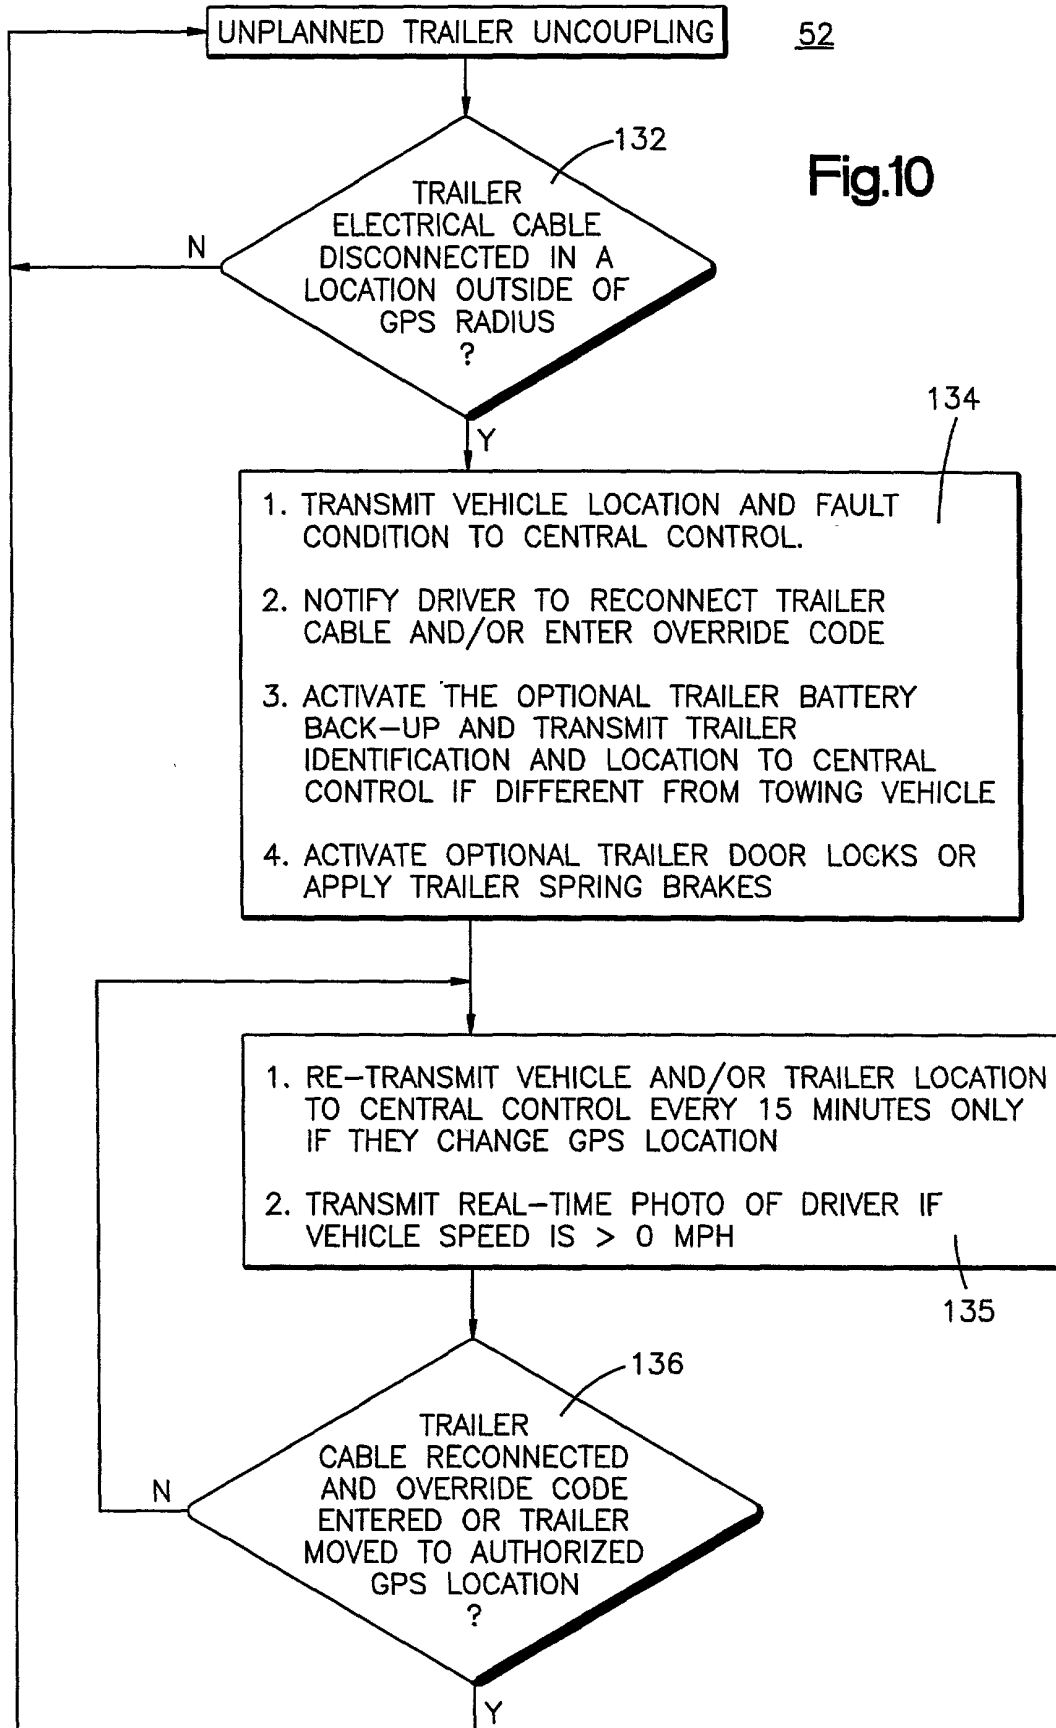 UNPLANNED TRAILER UNCOUPLING
52
132
Fig.10
TRAILER
ELECTRICAL CABLE
DISCONNECTED IN A
LOCATION OUTSIDE OF
GPS RADIUS
?
N
Y
134
1. TRANSMIT VEHICLE LOCATION AND FAULT
CONDITION TO CENTRAL CONTROL.
2. NOTIFY DRIVER TO RECONNECT TRAILER
CABLE AND/OR ENTER OVERRIDE CODE
3. ACTIVATE THE OPTIONAL TRAILER BATTERY
BACK-UP AND TRANSMIT TRAILER
IDENTIFICATION AND LOCATION TO CENTRAL
CONTROL IF DIFFERENT FROM TOWING VEHICLE
4. ACTIVATE OPTIONAL TRAILER DOOR LOCKS OR
APPLY TRAILER SPRING BRAKES
1. RE-TRANSMIT VEHICLE AND/OR TRAILER LOCATION
TO CENTRAL CONTROL EVERY 15 MINUTES ONLY
IF THEY CHANGE GPS LOCATION
2. TRANSMIT REAL-TIME PHOTO OF DRIVER IF
VEHICLE SPEED IS > 0 MPH
135
136
TRAILER
CABLE RECONNECTED
AND OVERRIDE CODE
ENTERED OR TRAILER
MOVED TO AUTHORIZED
GPS LOCATION
?
N
Y